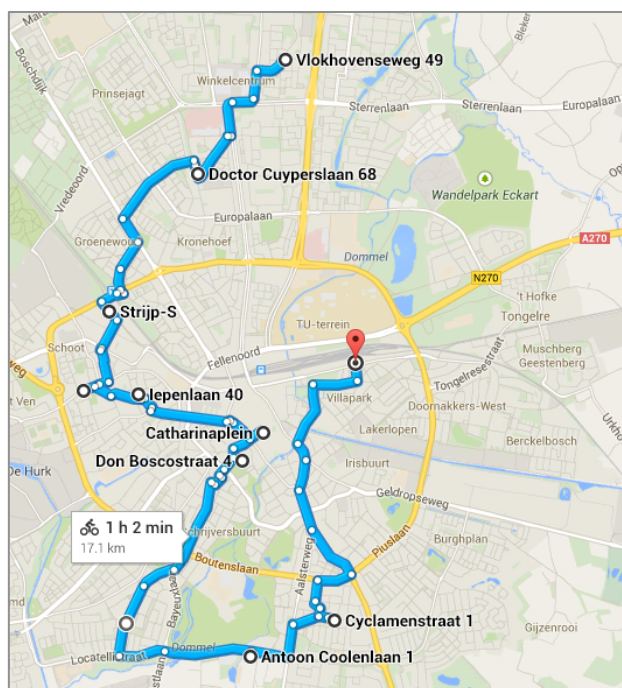 Boschdijk
Vlokhovenseweg 49
Winkelcentrum
Prinsejagt
Sterrenlaan
Sterrenlaan
Europalaan
Doctor Cuyperslaan 68
Vredeoord
Wandelpark Eckart
Europalaan
Groenewoud
Kronehoef
A270
Dommel
N270
't Hofke
Tongelre
Strijp-S
TU-terrein
Schoot
Fellenoord
Muschberg
Geestenberg
Tongelresestraat
Villapark
Iepenlaan 40
Doornakkers-West
Catharinaplein
Lakerlopen
Berckelbosch
Don Boscostraat 4
Irisbuurt
De Hurk
Geldropseweg
1 h 2 min
17.1 km
Schrijversbuurt
Aalsterweg
Piuslaan
Burghplan
Boutenslaan
Cyclamenstraat 1
Gijzenrooi
Dommel
Antoon Coolenlaan 1